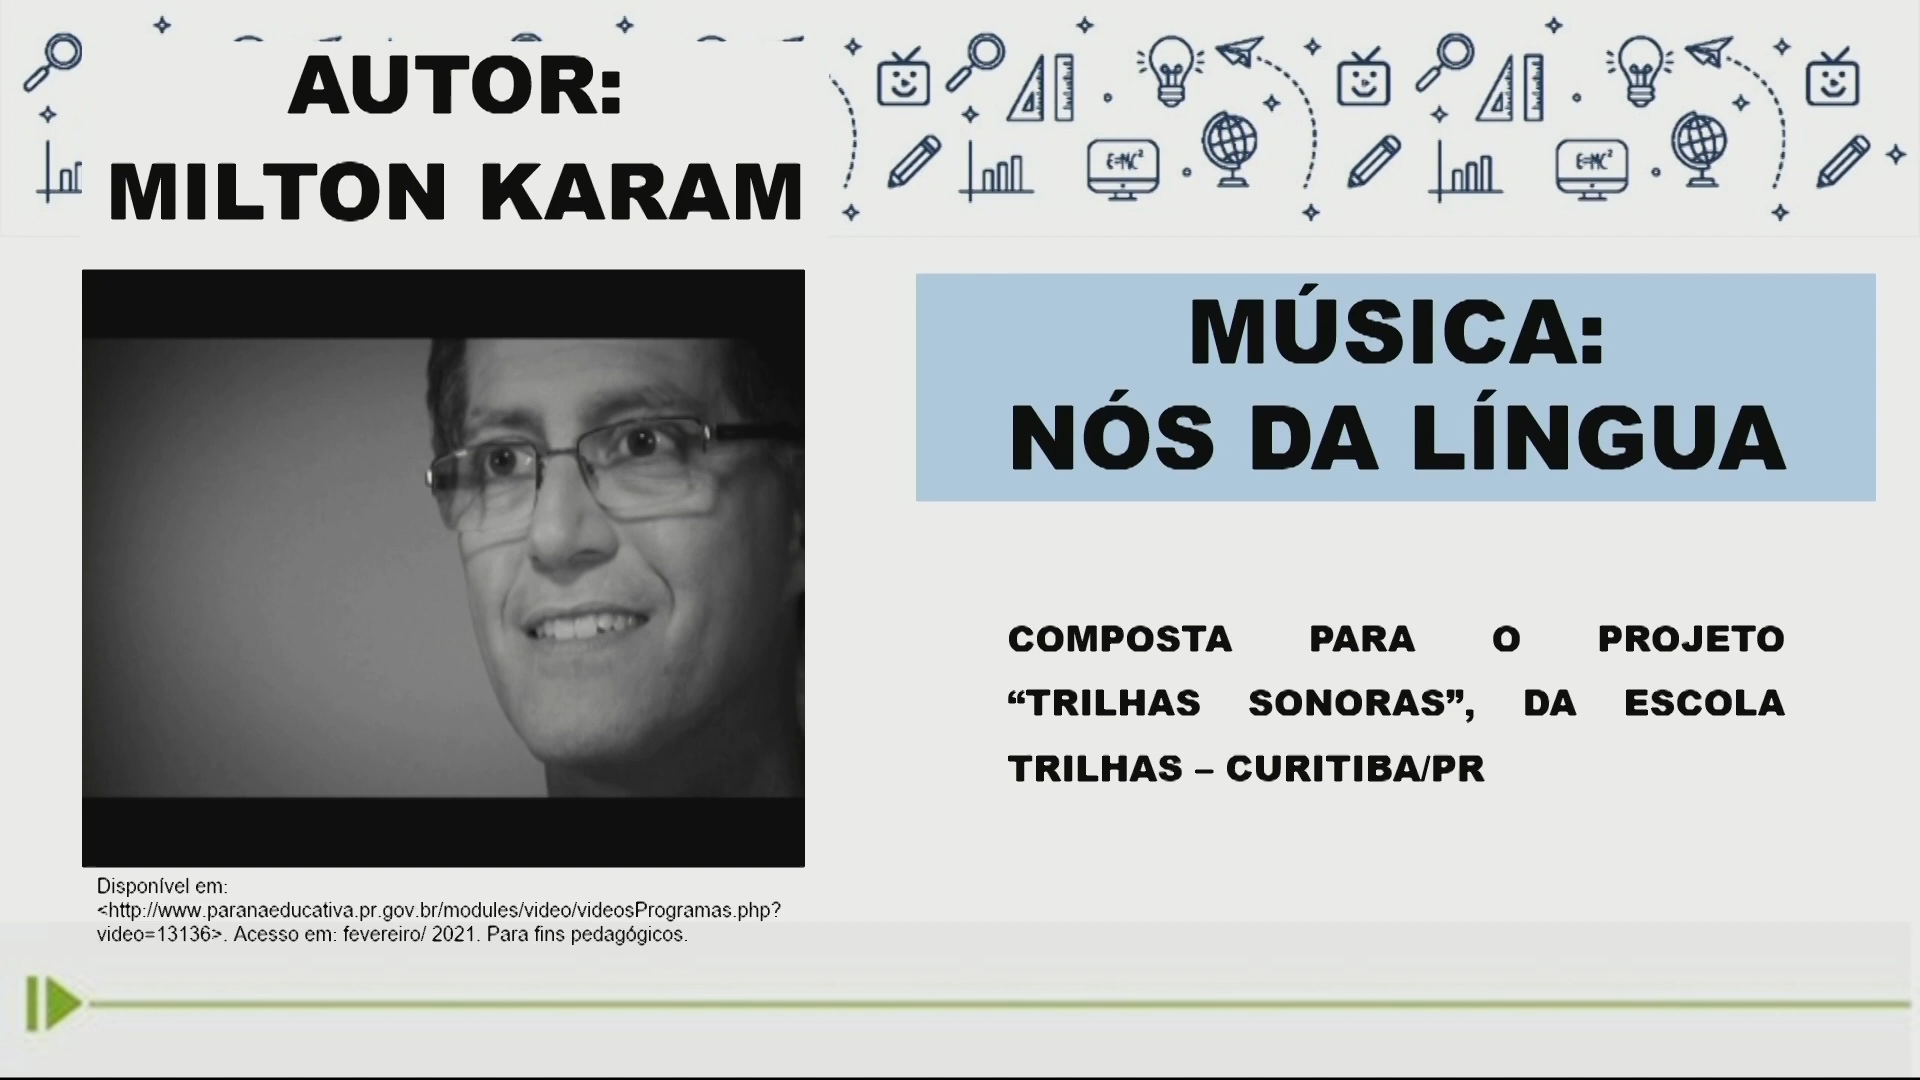 AUTOR:
MILTON KARAM
MÚSICA:
NÓS DA LÍNGUA
COMPOSTA PARA O PROJETO
“TRILHAS SONORAS”, DA ESCOLA
TRILHAS – CURITIBA/PR
Disponível em:
<http://www.paranaeducativa.pr.gov.br/modules/video/videosProgramas.php?
video=13136>. Acesso em: fevereiro/ 2021. Para fins pedagógicos.
E=MC²
E=MC²